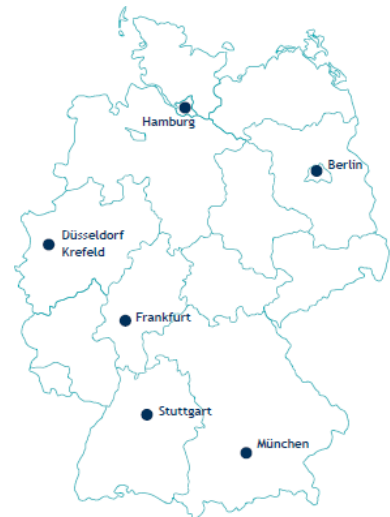 Hamburg
Berlin
Düsseldorf
Krefeld
Frankfurt
Stuttgart
München